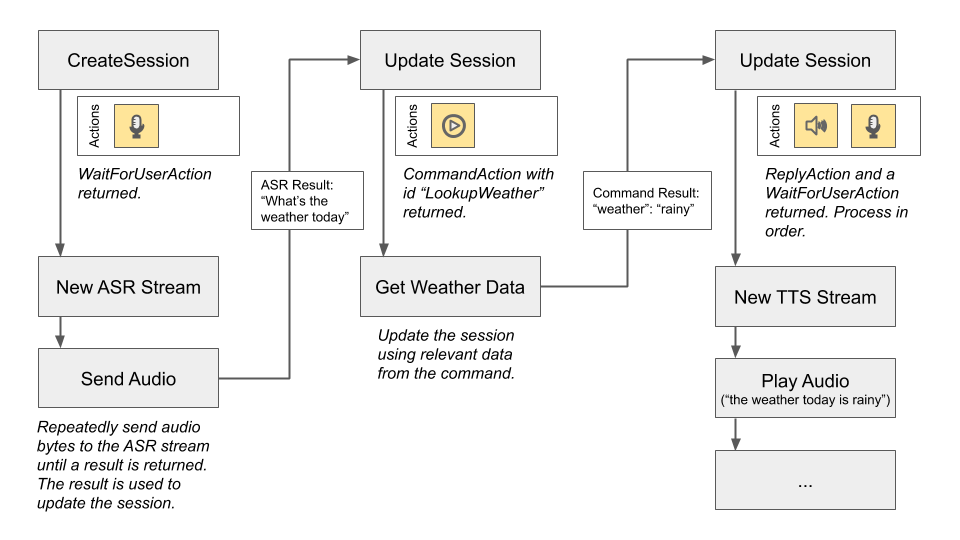 CreateSession
Actions
WaitForUserAction
returned.
New ASR Stream
Send Audio
Repeatedly send audio
bytes to the ASR stream
until a result is returned.
The result is used to
update the session.
ASR Result:
“What’s the
weather today”
Update Session
Actions
CommandAction with
id “LookupWeather”
returned.
Get Weather Data
Update the session
using relevant data
from the command.
Command Result:
“weather”: “rainy”
Update Session
Actions
ReplyAction and a
WaitForUserAction
returned. Process in
order.
New TTS Stream
Play Audio
(“the weather today is rainy”)
...